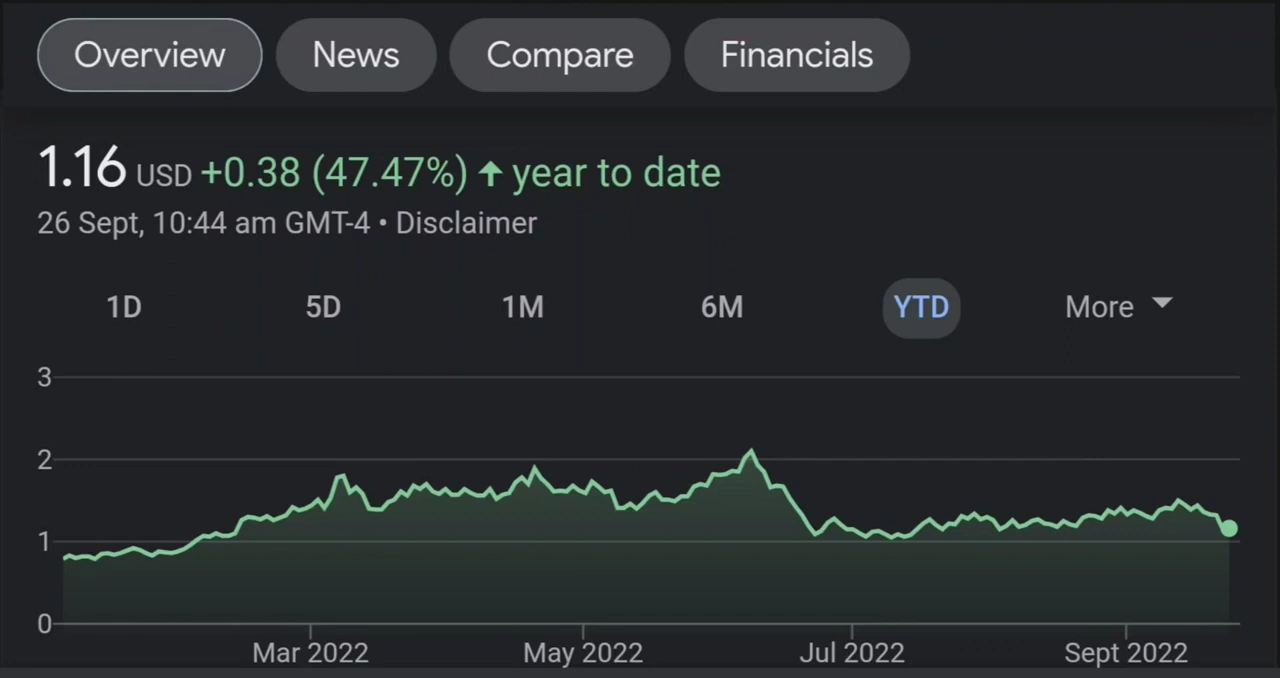 Overview News Compare Financials
1.16 USD +0.38 (47.47%) ↑ year to date
26 Sept, 10:44 am GMT-4 • Disclaimer
1D 5D 1M 6M YTD More
3
2
1
0
Mar 2022 May 2022 Jul 2022 Sept 2022